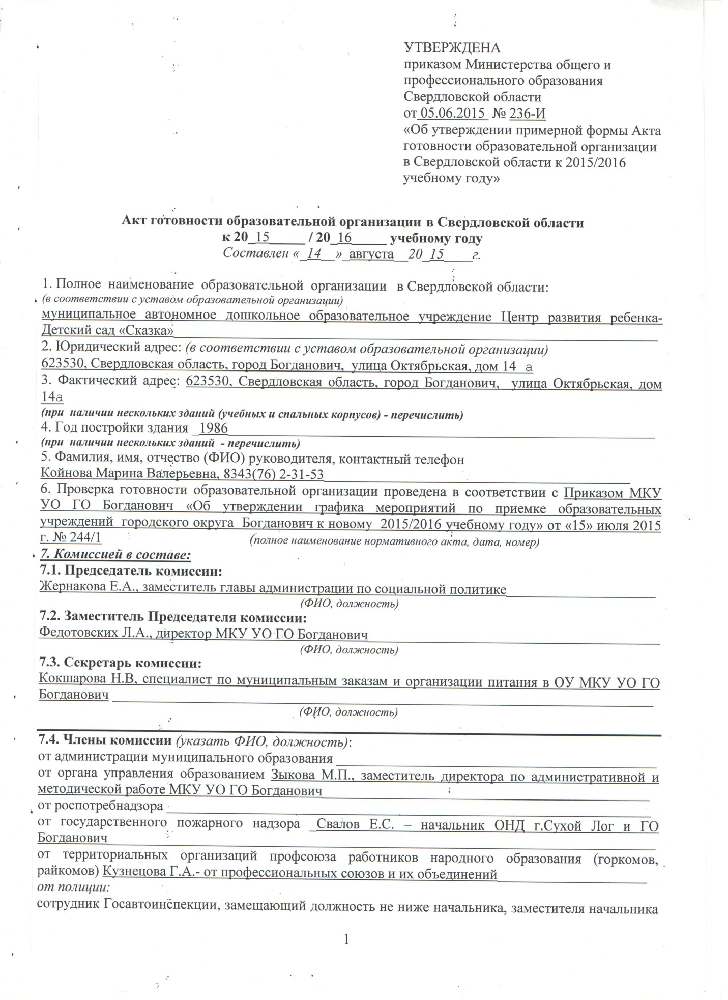 УТВЕРЖДЕНА
приказом Министерства общего и
профессионального образования
Свердловской области
от 05.06.2015 № 236-И
«Об утверждении примерной формы Акта
готовности образовательной организации
в Свердловской области к 2015/2016
учебному году»
Акт готовности образовательной организации в Свердловской области
к 20_15_____ / 20_16_____ учебному году
Составлен «_14__»_августа__20_15____г.
1. Полное наименование образовательной организации в Свердловской области:
(в соответствии с уставом образовательной организации)
муниципальное автономное дошкольное образовательное учреждение Центр развития ребенка-
Детский сад «Сказка»
2. Юридический адрес: (в соответствии с уставом образовательной организации)
623530, Свердловская область, город Богданович, улица Октябрьская, дом 14 а
3. Фактический адрес: 623530, Свердловская область, город Богданович, улица Октябрьская, дом
14а
(при наличии нескольких зданий (учебных и спальных корпусов) - перечислить)
4. Год постройки здания _1986
(при наличии нескольких зданий - перечислить)
5. Фамилия, имя, отчество (ФИО) руководителя, контактный телефон
Койнова Марина Валерьевна, 8343(76) 2-31-53
6. Проверка готовности образовательной организации проведена в соответствии с Приказом МКУ
УО ГО Богданович «Об утверждении графика мероприятий по приемке образовательных
учреждений городского округа Богданович к новому 2015/2016 учебному году» от «15» июля 2015
г. № 244/1 (полное наименование нормативного акта, дата, номер)
7. Комиссией в составе:
7.1. Председатель комиссии:
Жернакова Е.А., заместитель главы администрации по социальной политике
(ФИО, должность)
7.2. Заместитель Председателя комиссии:
Федотовских Л.А., директор МКУ УО ГО Богданович
(ФИО, должность)
7.3. Секретарь комиссии:
Кокшарова Н.В, специалист по муниципальным заказам и организации питания в ОУ МКУ УО ГО
Богданович
(ФИО, должность)
7.4. Члены комиссии (указать ФИО, должность):
от администрации муниципального образования
от органа управления образованием Зыкова М.П., заместитель директора по административной и
методической работе МКУ УО ГО Богданович
от роспотребнадзора
от государственного пожарного надзора _Свалов Е.С. – начальник ОНД г.Сухой Лог и ГО
Богданович
от территориальных организаций профсоюза работников народного образования (горкомов,
райкомов) Кузнецова Г.А.- от профессиональных союзов и их объединений
от полиции:
сотрудник Госавтоинспекции, замещающий должность не ниже начальника, заместителя начальника
1